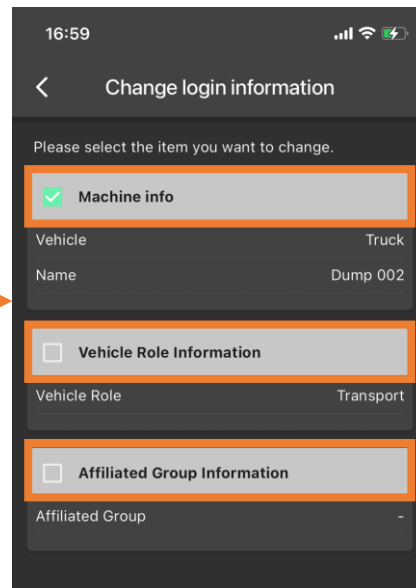 16:59
Change login information
Please select the item you want to change.
Machine info
Vehicle Truck
Name Dump 002
Vehicle Role Information
Vehicle Role Transport
Affiliated Group Information
Affiliated Group -